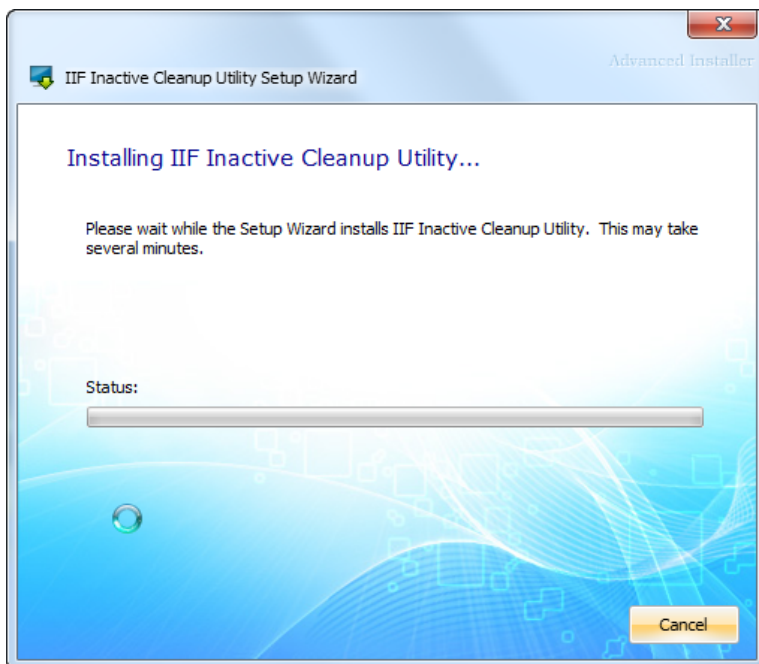 Advanced Installer
IIF Inactive Cleanup Utility Setup Wizard
Installing IIF Inactive Cleanup Utility...
Please wait while the Setup Wizard installs IIF Inactive Cleanup Utility.  This may take
several minutes.
Status:
Cancel